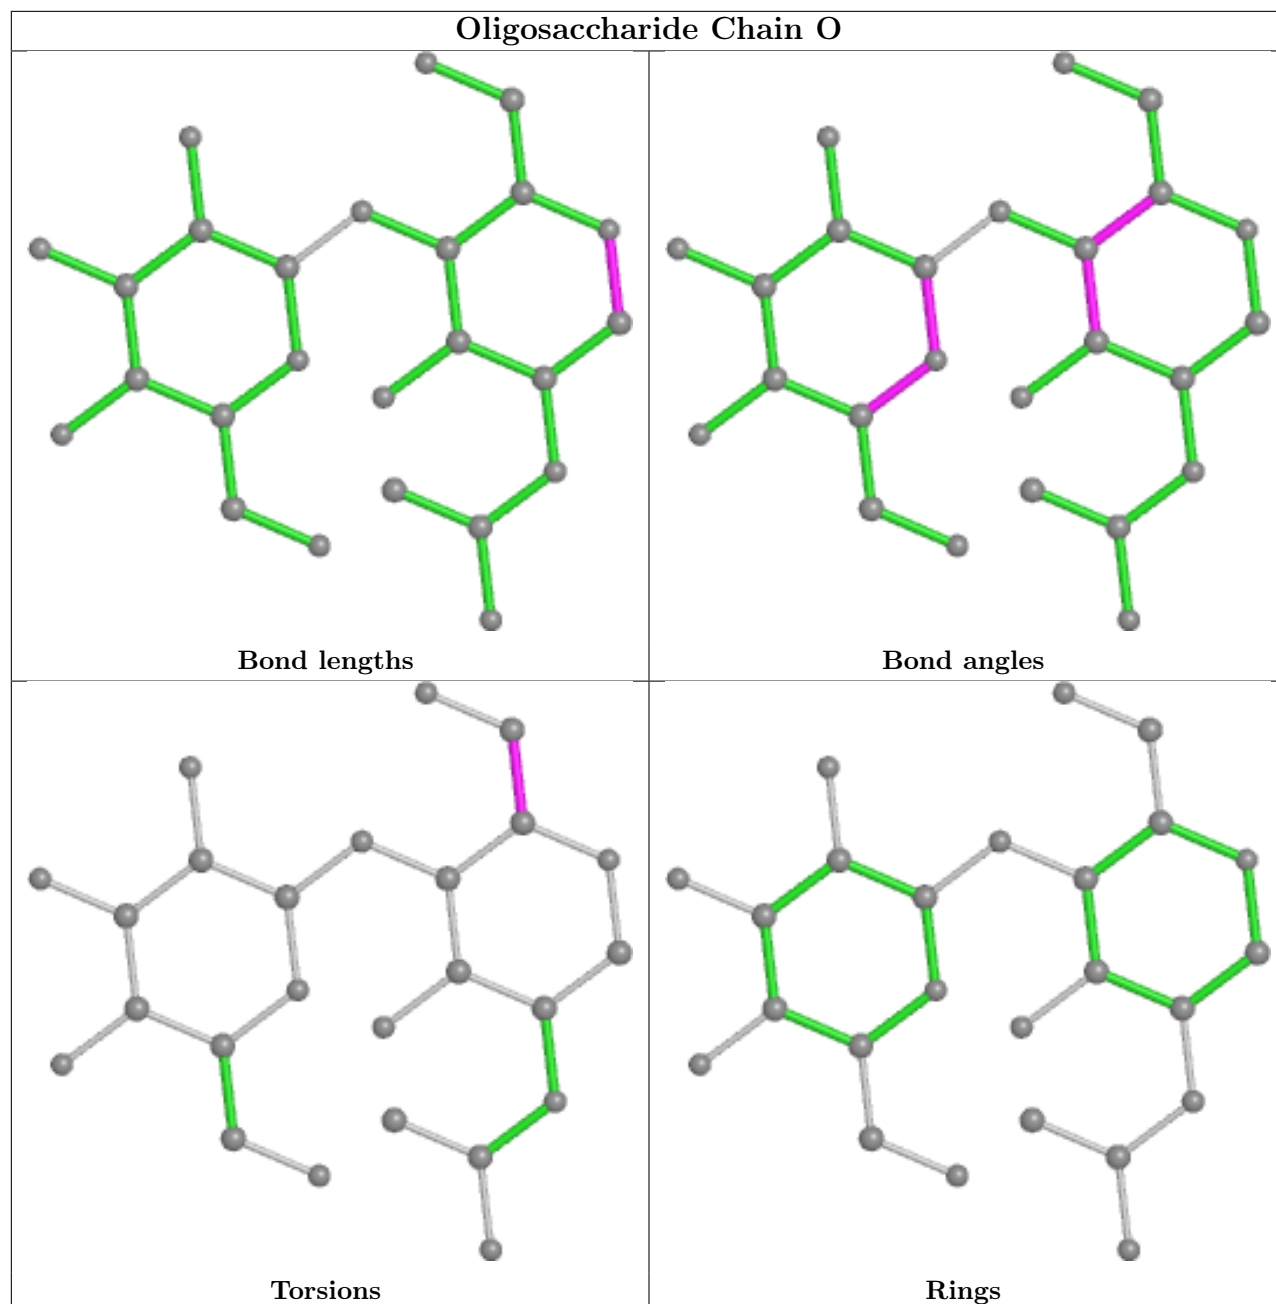 Oligosaccharide Chain O
Bond lengths
Bond angles
Torsions
Rings